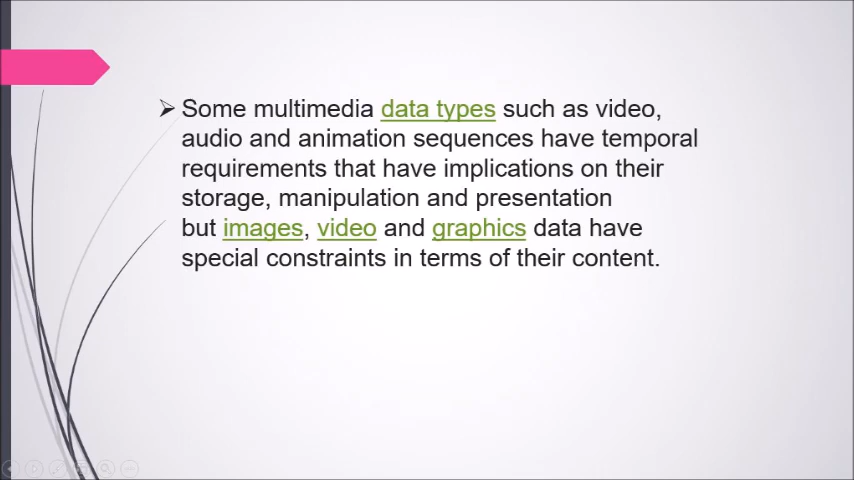 Some multimedia data types such as video,
audio and animation sequences have temporal
requirements that have implications on their
storage, manipulation and presentation
but images, video and graphics data have
special constraints in terms of their content.